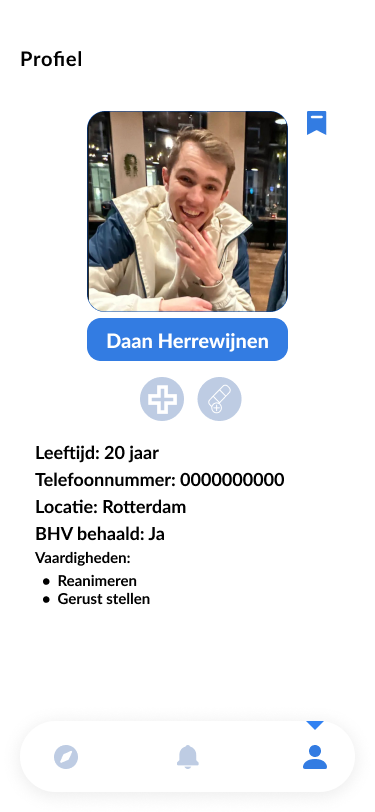 Profiel
Daan Herrewijnen
Leeftijd: 20 jaar
Telefoonnummer: 0000000000
Locatie: Rotterdam
BHV behaald: Ja
Vaardigheden:
• Reanimeren
• Gerust stellen